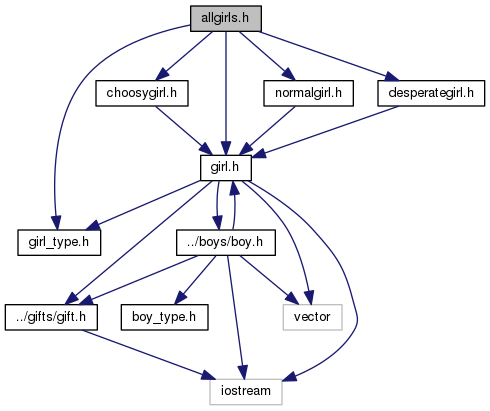 allgirls.h
choosygirl.h
normalgirl.h
desperategirl.h
girl.h
girl_type.h
../boys/boy.h
../gifts/gift.h
boy_type.h
vector
iostream